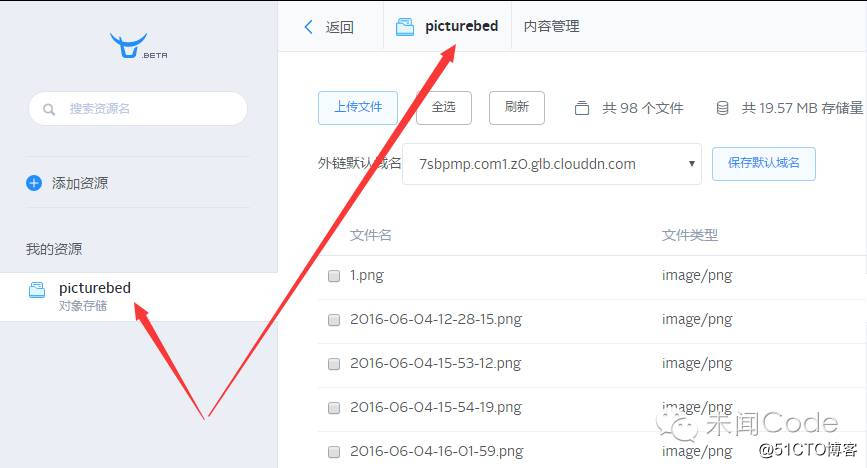 .BETA
搜索资源名
添加资源
我的资源
picturebed
对象存储
返回
picturebed
内容管理
上传文件
全选
刷新
共 98 个文件
共 19.57 MB 存储量
外链默认域名
7sbpmp.com1.z0.glb.clouddn.com
保存默认域名
文件名
文件类型
1.png
image/png
2016-06-04-12-28-15.png
image/png
2016-06-04-15-53-12.png
image/png
2016-06-04-15-54-19.png
image/png
2016-06-04-16-01-59.png
image/png
未闻Code
@51CTO博客